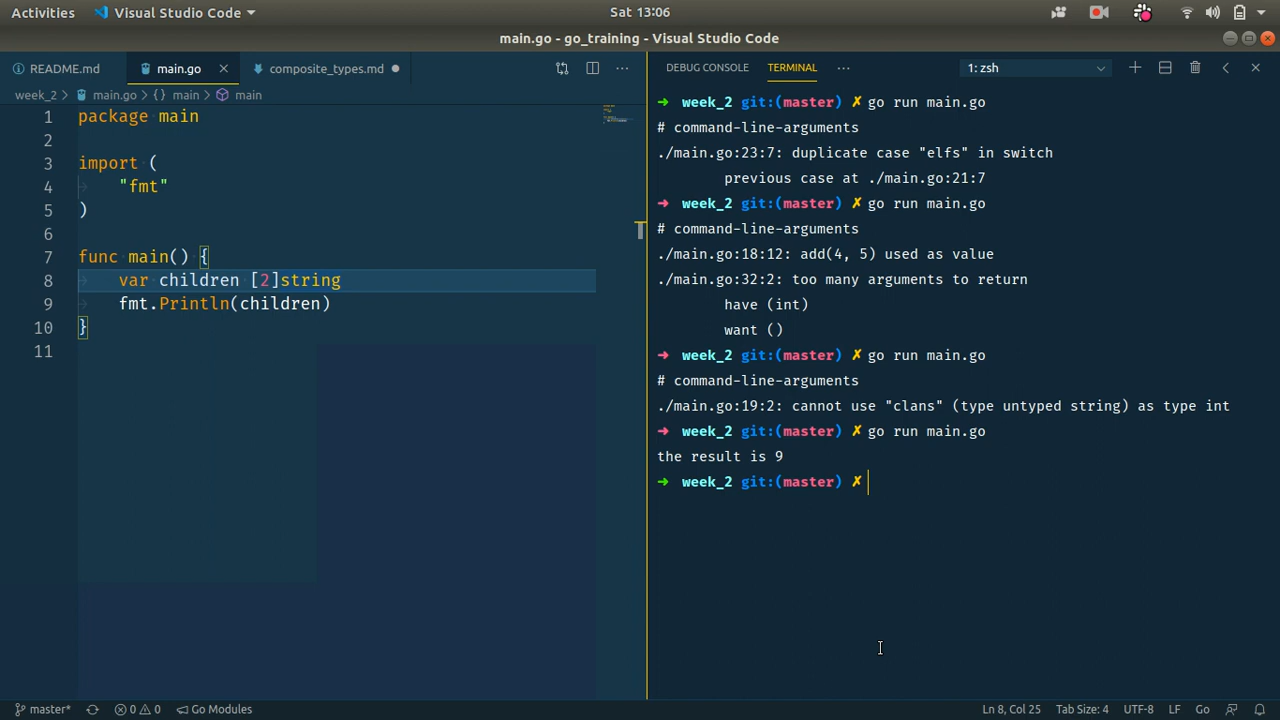 Activities Visual Studio Code Sat 13:06
main.go - go_training - Visual Studio Code
README.md main.go composite_types.md
week_2 main.go main main
1 package main
2
3 import (
4 "fmt"
5 )
6
7 func main() {
8 var children [2]string
9 fmt.Println(children)
10 }
11
DEBUG CONSOLE TERMINAL ··· 1: zsh
➜ week_2 git:(master) ✗ go run main.go
# command-line-arguments
./main.go:23:7: duplicate case "elfs" in switch
previous case at ./main.go:21:7
➜ week_2 git:(master) ✗ go run main.go
# command-line-arguments
./main.go:18:12: add(4, 5) used as value
./main.go:32:2: too many arguments to return
have (int)
want ()
➜ week_2 git:(master) ✗ go run main.go
# command-line-arguments
./main.go:19:2: cannot use "clans" (type untyped string) as type int
➜ week_2 git:(master) ✗ go run main.go
the result is 9
➜ week_2 git:(master) ✗
master* 0 0 Go Modules Ln 8, Col 25 Tab Size: 4 UTF-8 LF Go